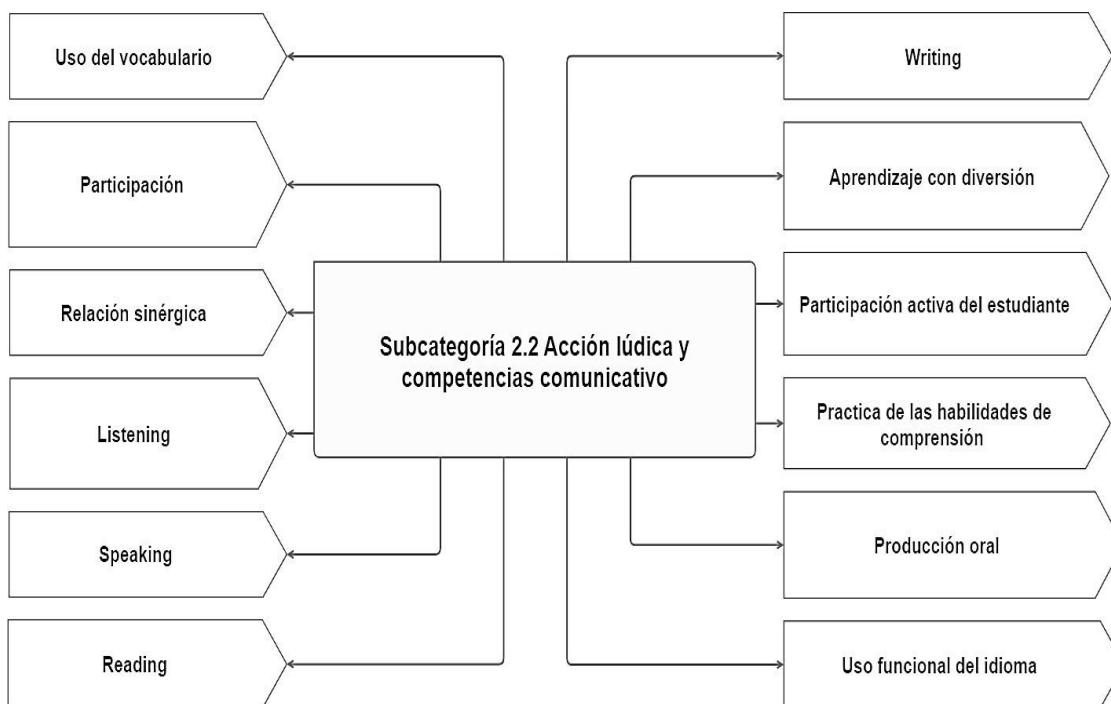 Uso del vocabulario
Participación
Relación sinérgica
Listening
Speaking
Reading
Subcategoría 2.2 Acción lúdica y
competencias comunicativo
Writing
Aprendizaje con diversión
Participación activa del estudiante
Practica de las habilidades de
comprensión
Producción oral
Uso funcional del idioma